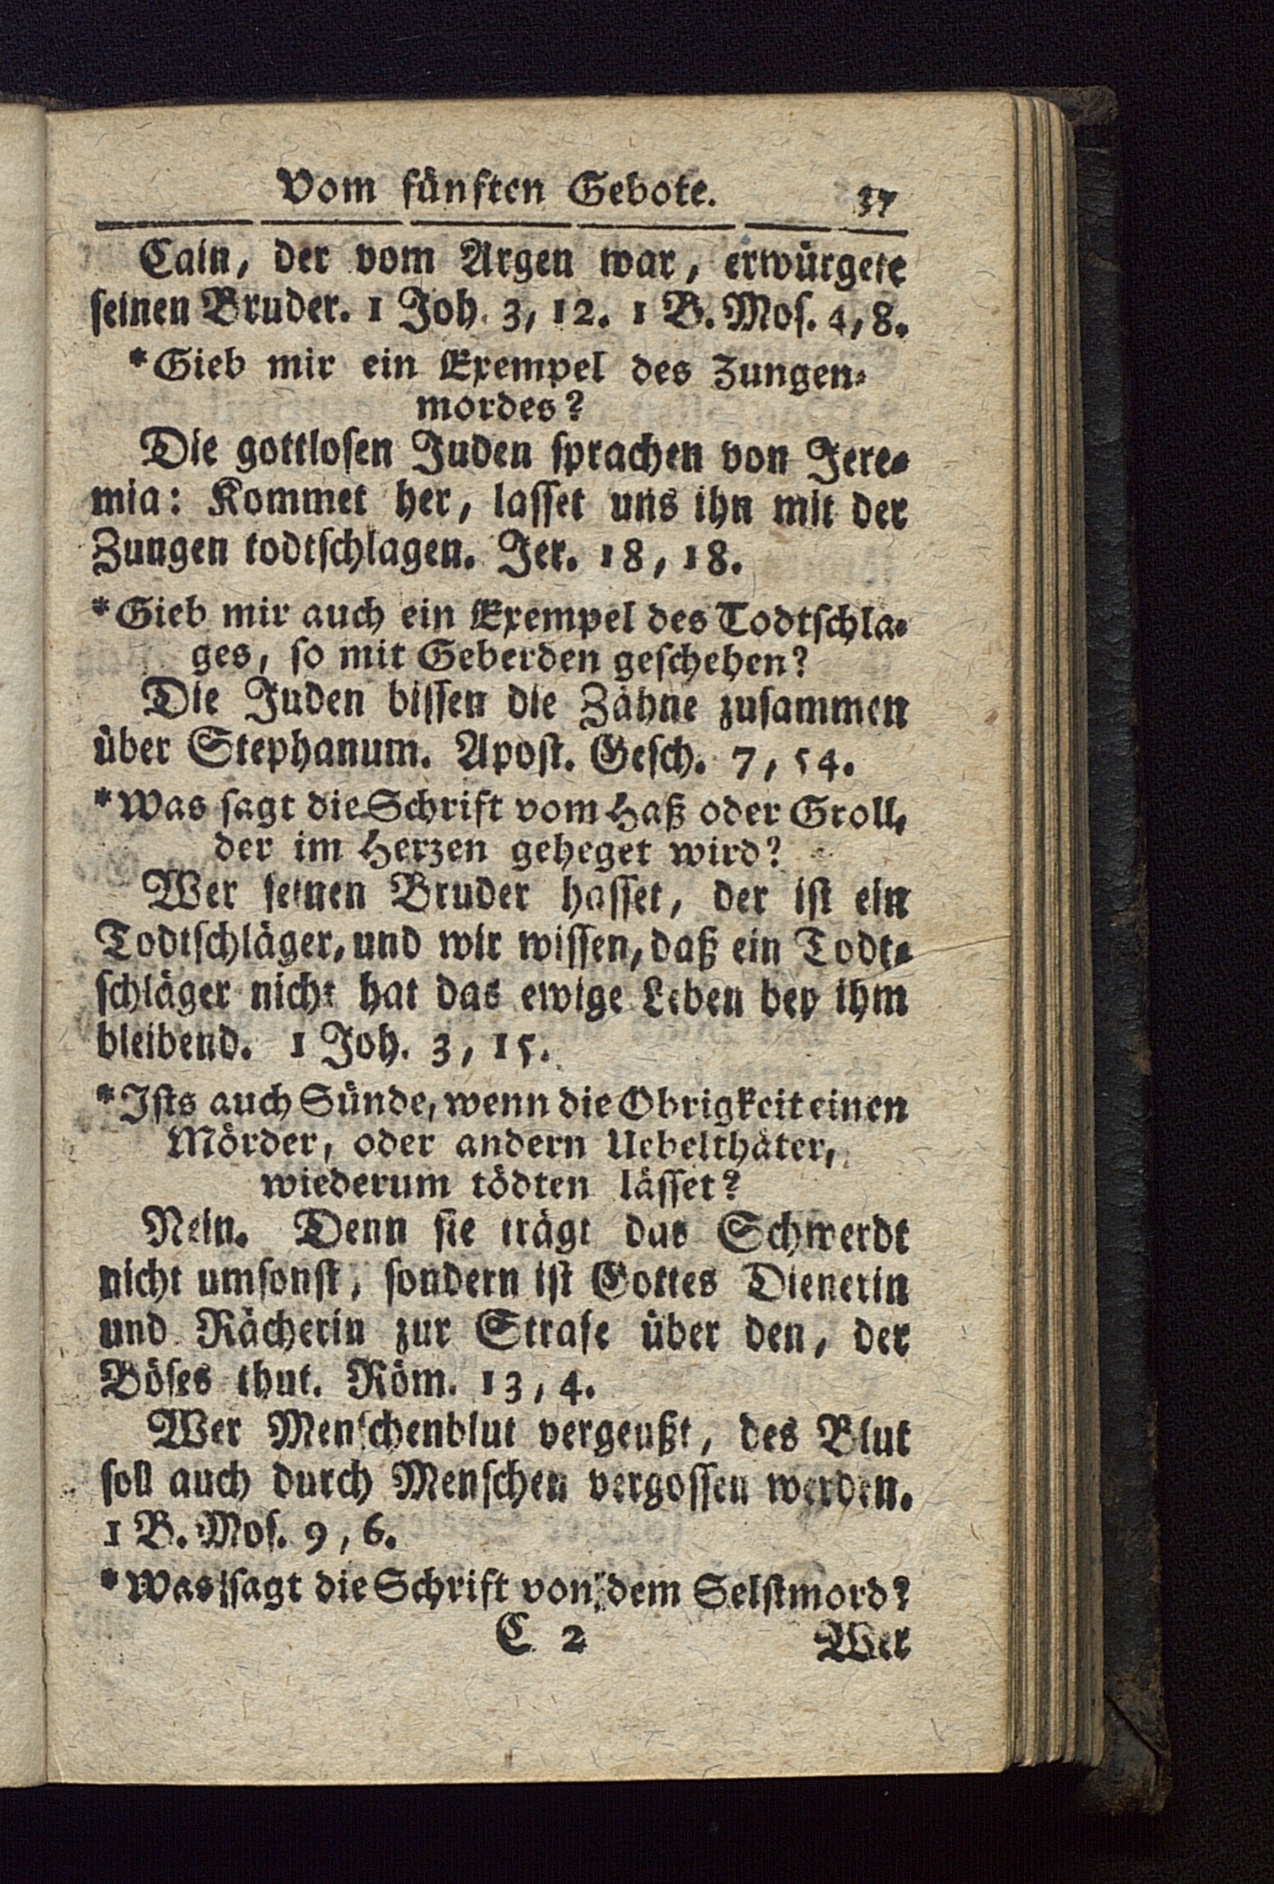 Vom fünften Gebote. 37
Cain, der vom Argen war, erwürgete
seinen Bruder. 1 Joh. 3, 12. 1 B. Mos. 4, 8.
*Gieb mir ein Exempel des Zungen-
mordes?
Die gottlosen Juden sprachen von Jere-
mia: Kommet her, lasset uns ihn mit der
Zungen todtschlagen. Jer. 18, 18.
*Gieb mir auch ein Exempel des Todtschla-
ges, so mit Geberden geschehen?
Die Juden bissen die Zähne zusammen
über Stephanum. Apost. Gesch. 7, 54.
*Was sagt die Schrift vom Haß oder Groll,
der im Herzen geheget wird?
Wer seinen Bruder hasset, der ist ein
Todtschläger, und wir wissen, daß ein Todt-
schläger nicht hat das ewige Leben bey ihm
bleibend. 1 Joh. 3, 15.
*Ists auch Sünde, wenn die Obrigkeit einen
Mörder, oder andern Uebelthäter,
wiederum tödten lässet?
Nein. Denn sie trägt das Schwerdt
nicht umsonst, sondern ist Gottes Dienerin
und Rächerin zur Strafe über den, der
Böses thut. Röm. 13, 4.
Wer Menschenblut vergeußt, des Blut
soll auch durch Menschen vergossen werden.
1 B. Mos. 9, 6.
*Was sagt die Schrift von dem Selstmord?
C 2 Wer